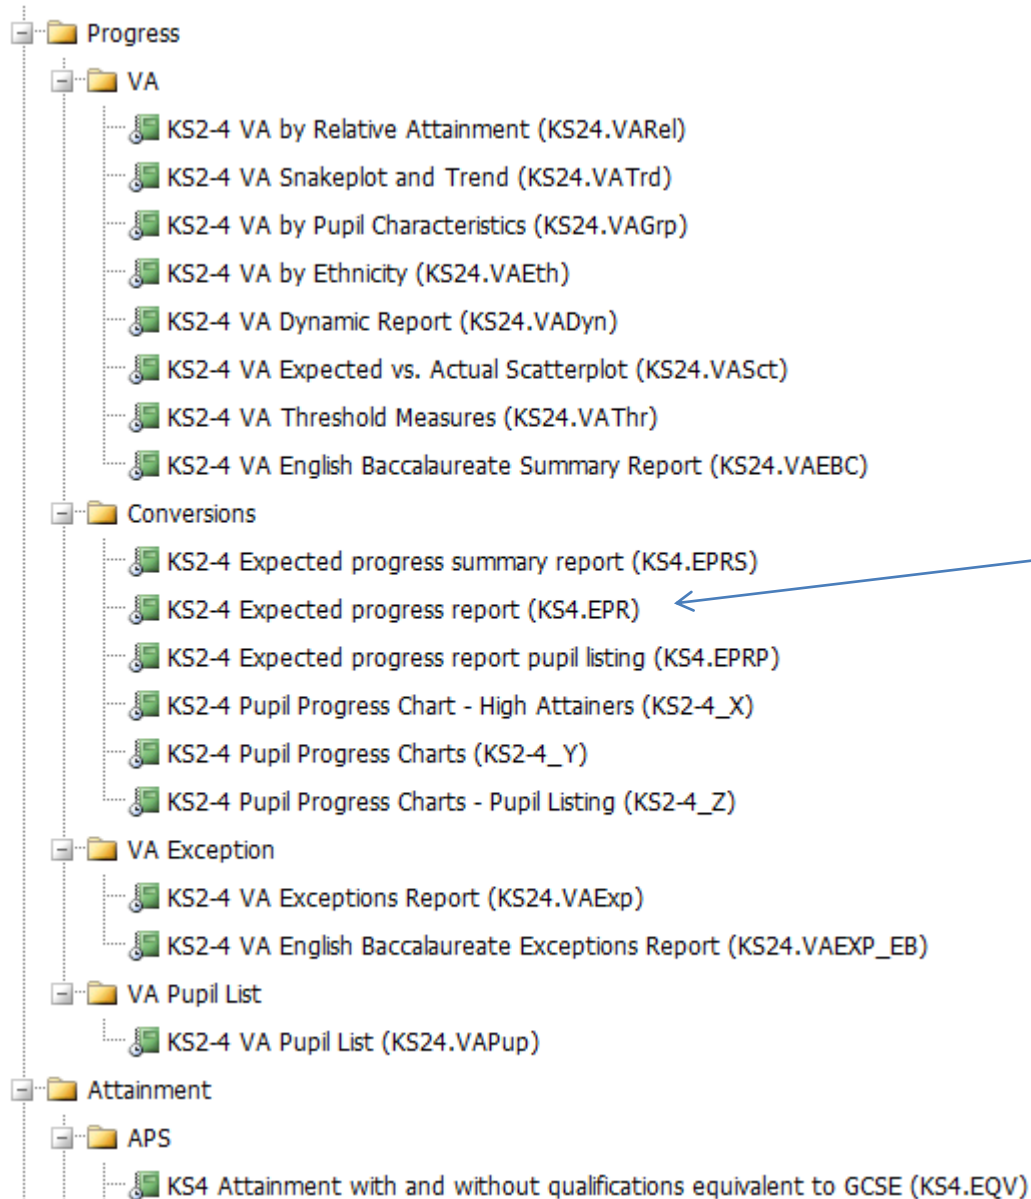 Progress
VA
KS2-4 VA by Relative Attainment (KS24.VARel)
KS2-4 VA Snakeplot and Trend (KS24.VATrd)
KS2-4 VA by Pupil Characteristics (KS24.VAGrp)
KS2-4 VA by Ethnicity (KS24.VAEth)
KS2-4 VA Dynamic Report (KS24.VADyn)
KS2-4 VA Expected vs. Actual Scatterplot (KS24.VASct)
KS2-4 VA Threshold Measures (KS24.VAThr)
KS2-4 VA English Baccalaureate Summary Report (KS24.VAEBC)
Conversions
KS2-4 Expected progress summary report (KS4.EPRS)
KS2-4 Expected progress report (KS4.EPR)
KS2-4 Expected progress report pupil listing (KS4.EPRP)
KS2-4 Pupil Progress Chart - High Attainers (KS2-4_X)
KS2-4 Pupil Progress Charts (KS2-4_Y)
KS2-4 Pupil Progress Charts - Pupil Listing (KS2-4_Z)
VA Exception
KS2-4 VA Exceptions Report (KS24.VAExp)
KS2-4 VA English Baccalaureate Exceptions Report (KS24.VAEXP_EB)
VA Pupil List
KS2-4 VA Pupil List (KS24.VAPup)
Attainment
APS
KS4 Attainment with and without qualifications equivalent to GCSE (KS4.EQV)